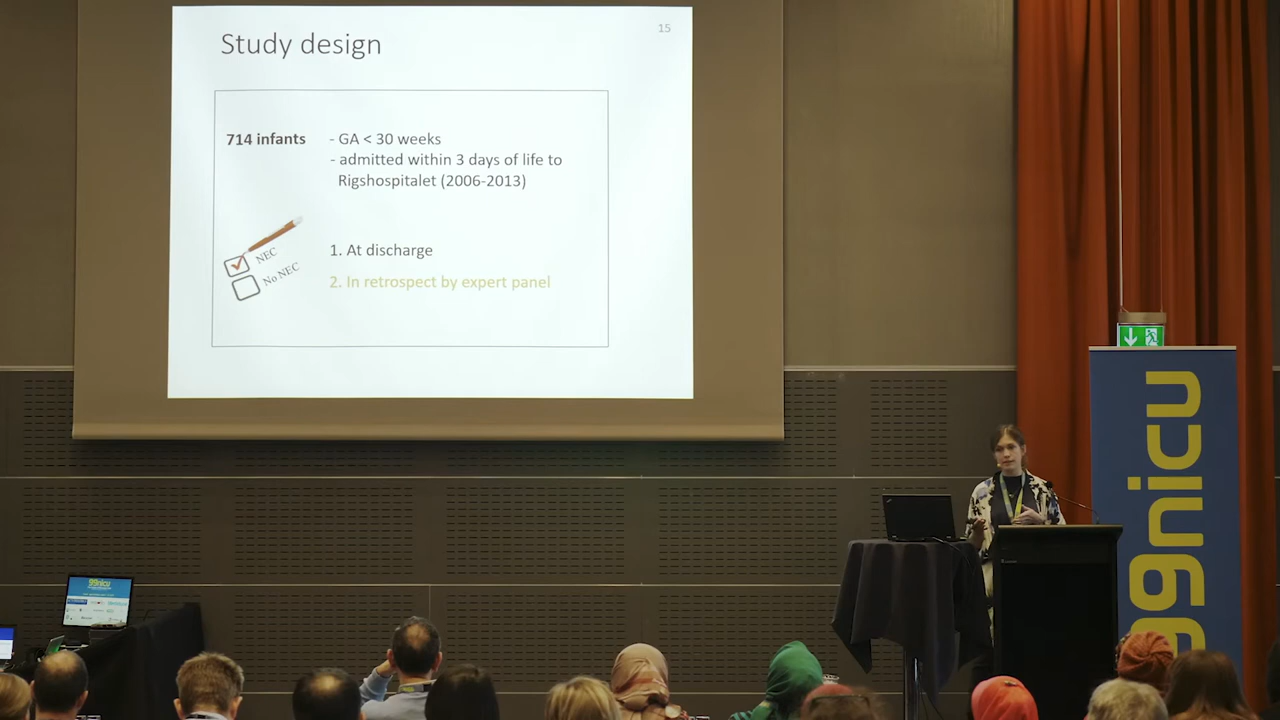 15
Study design
714 infants - GA < 30 weeks
- admitted within 3 days of life to
Rigshospitalet (2006-2013)
NEC
No NEC
1. At discharge
2. In retrospect by expert panel
99nicu
99nicu